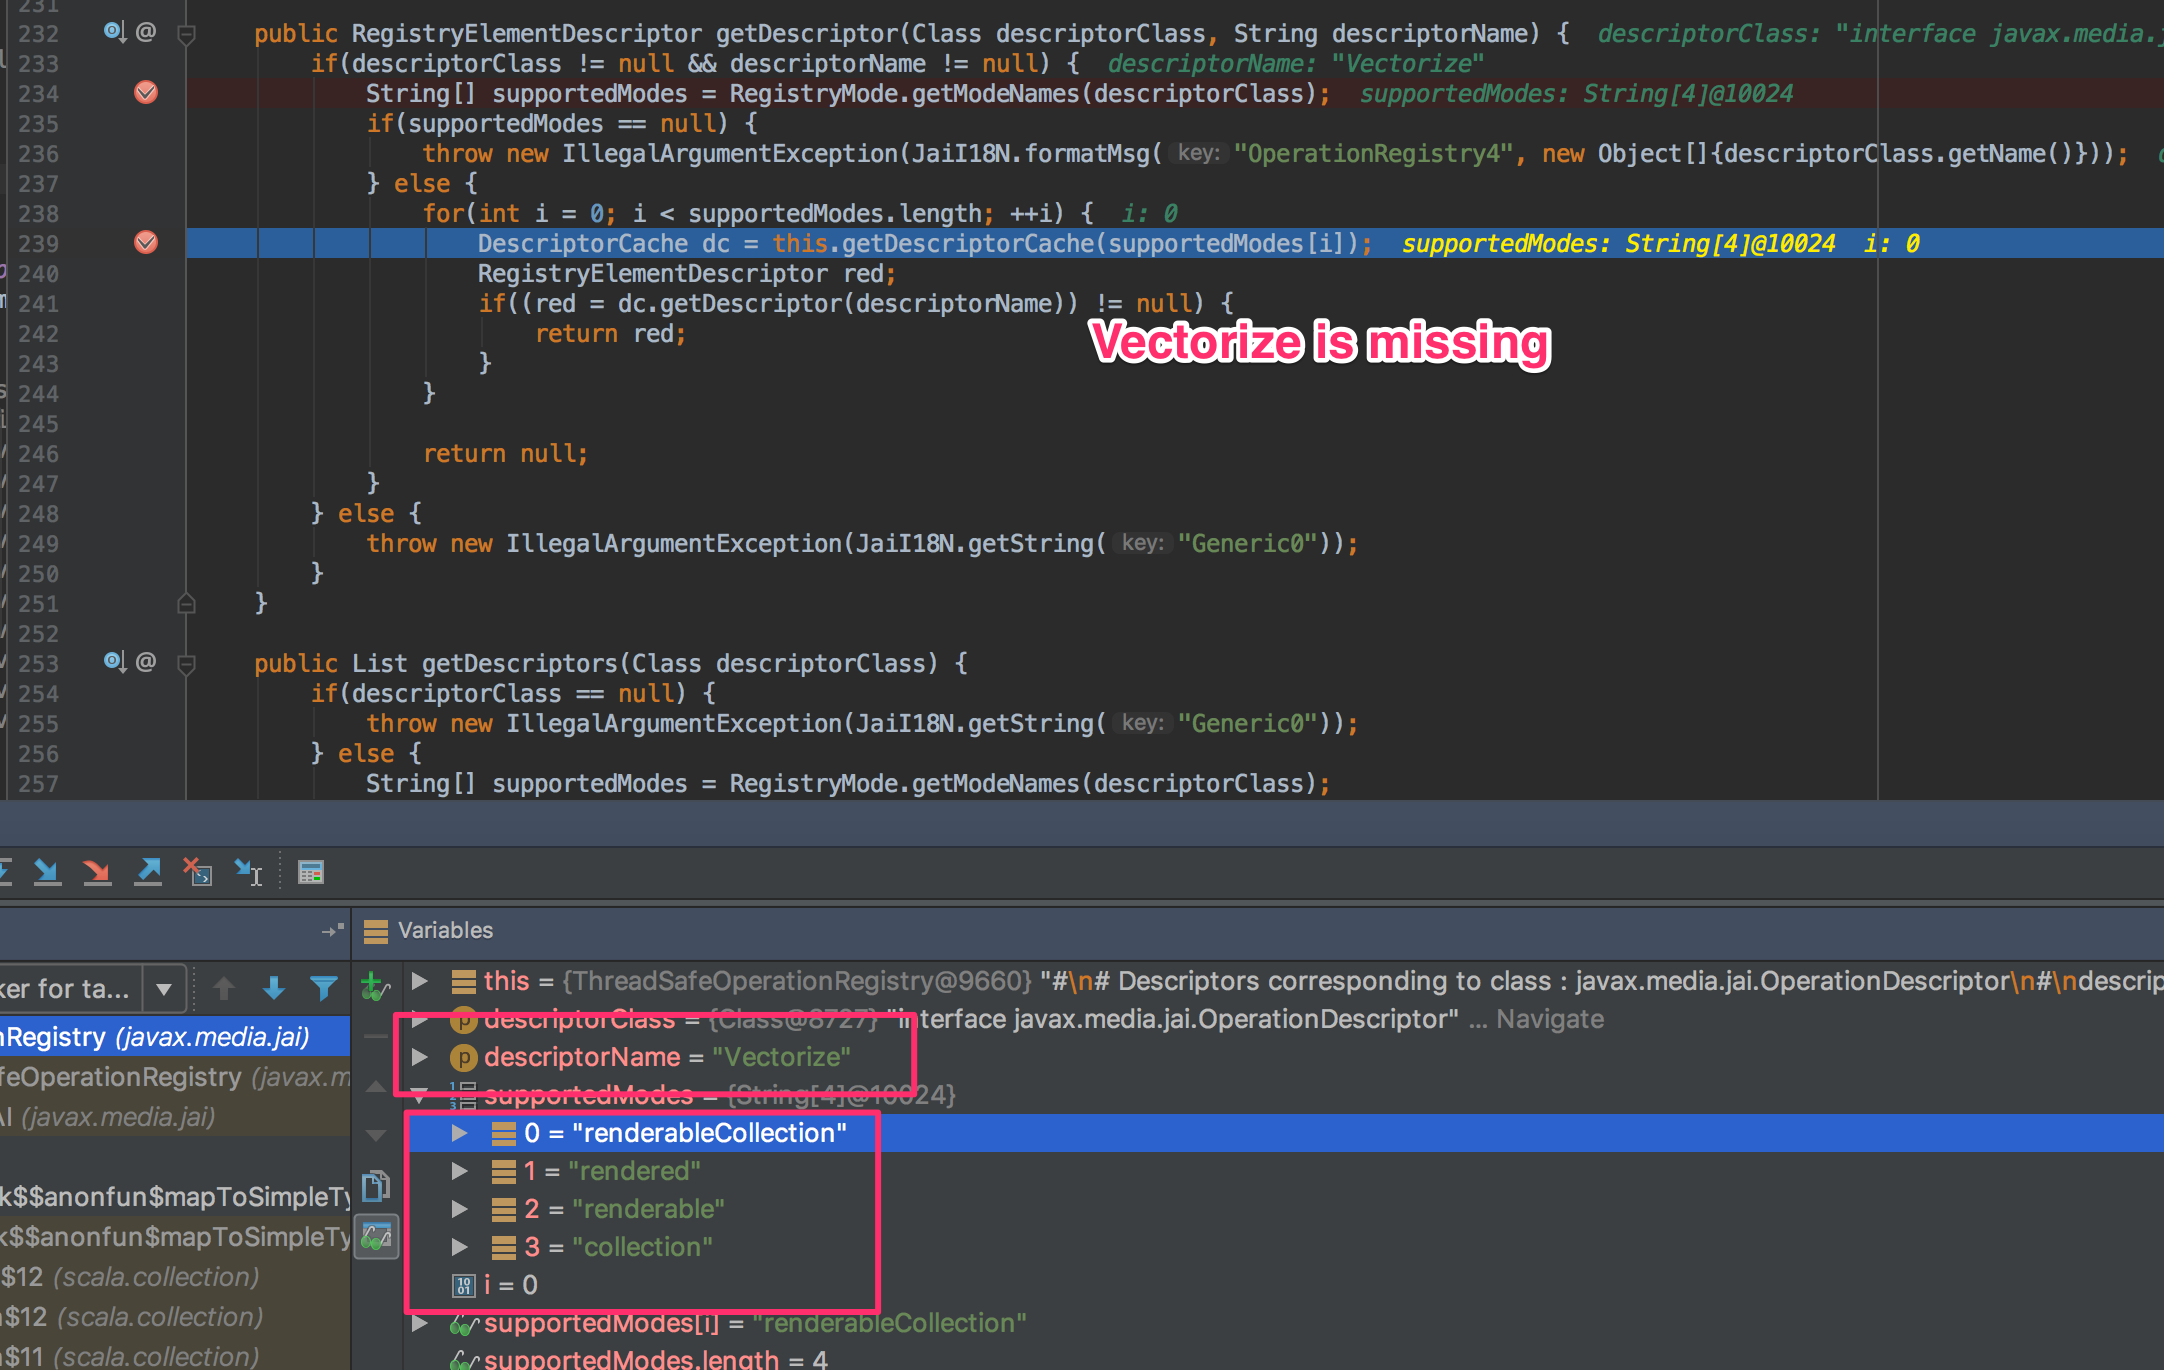 231
232 public RegistryElementDescriptor getDescriptor(Class descriptorClass, String descriptorName) { descriptorClass: "interface javax.media.j
233 if(descriptorClass != null && descriptorName != null) { descriptorName: "Vectorize"
234 String[] supportedModes = RegistryMode.getModeNames(descriptorClass); supportedModes: String[4]@10024
235 if(supportedModes == null) {
236 throw new IllegalArgumentException(JaiI18N.formatMsg( key: "OperationRegistry4", new Object[]{descriptorClass.getName()}));
237 } else {
238 for(int i = 0; i < supportedModes.length; ++i) { i: 0
239 DescriptorCache dc = this.getDescriptorCache(supportedModes[i]); supportedModes: String[4]@10024 i: 0
240 RegistryElementDescriptor red;
241 if((red = dc.getDescriptor(descriptorName)) != null) {
242 return red;
Vectorize is missing
243 }
244 }
245
246 return null;
247 }
248 } else {
249 throw new IllegalArgumentException(JaiI18N.getString( key: "Generic0"));
250 }
251 }
252
253 public List getDescriptors(Class descriptorClass) {
254 if(descriptorClass == null) {
255 throw new IllegalArgumentException(JaiI18N.getString( key: "Generic0"));
256 } else {
257 String[] supportedModes = RegistryMode.getModeNames(descriptorClass);
Variables
ker for ta...
nRegistry (javax.media.jai)
feOperationRegistry (javax.m
AI (javax.media.jai)
k$$anonfun$mapToSimpleTy
k$$anonfun$mapToSimpleTy
$12 (scala.collection)
n$12 (scala.collection)
n$11 (scala.collection)
this = {ThreadSafeOperationRegistry@9660} "#\n# Descriptors corresponding to class : javax.media.jai.OperationDescriptor\n#\ndescrip
descriptorClass = {Class@8727} "interface javax.media.jai.OperationDescriptor" ... Navigate
descriptorName = "Vectorize"
supportedModes = {String[4]@10024}
0 = "renderableCollection"
1 = "rendered"
2 = "renderable"
3 = "collection"
i = 0
supportedModes[i] = "renderableCollection"
supportedModes.length = 4